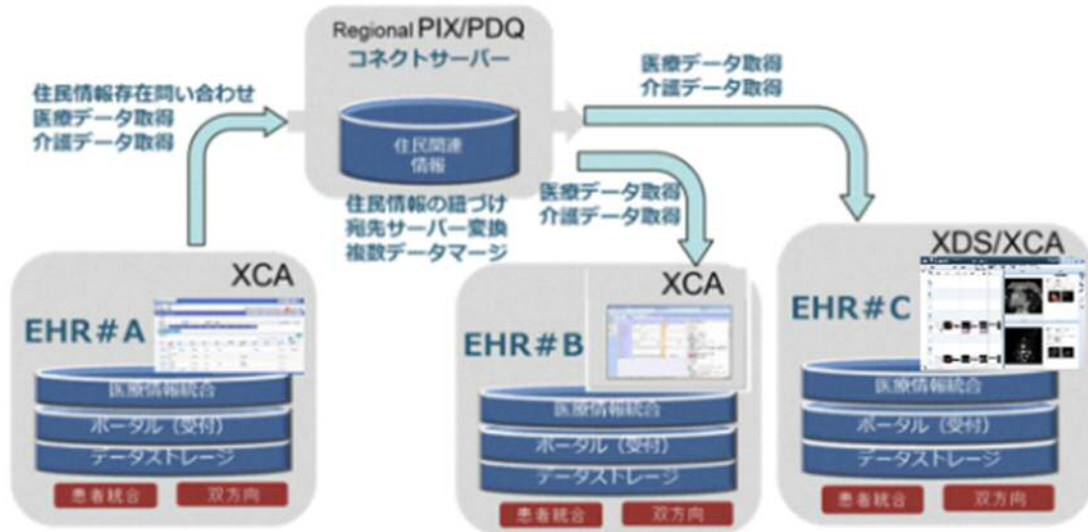 Regional PIX/PDQ
コネクトサーバー
住民関連
情報
住民情報存在問い合わせ
医療データ取得
介護データ取得
医療データ取得
介護データ取得
医療データ取得
介護データ取得
住民情報の紐づけ
宛先サーバー変換
複数データマージ
XCA
EHR#A
医療情報統合
ポータル（受付）
データストレージ
患者統合
双方向
XCA
EHR#B
医療情報統合
ポータル（受付）
データストレージ
患者統合
双方向
XDS/XCA
EHR#C
医療情報統合
ポータル（受付）
データストレージ
患者統合
双方向